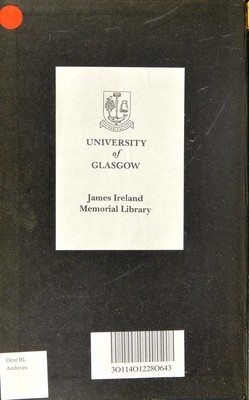 UNIVERSITY
of
GLASGOW
James Ireland
Memorial Library
Dent BL
Archives
30114012280643